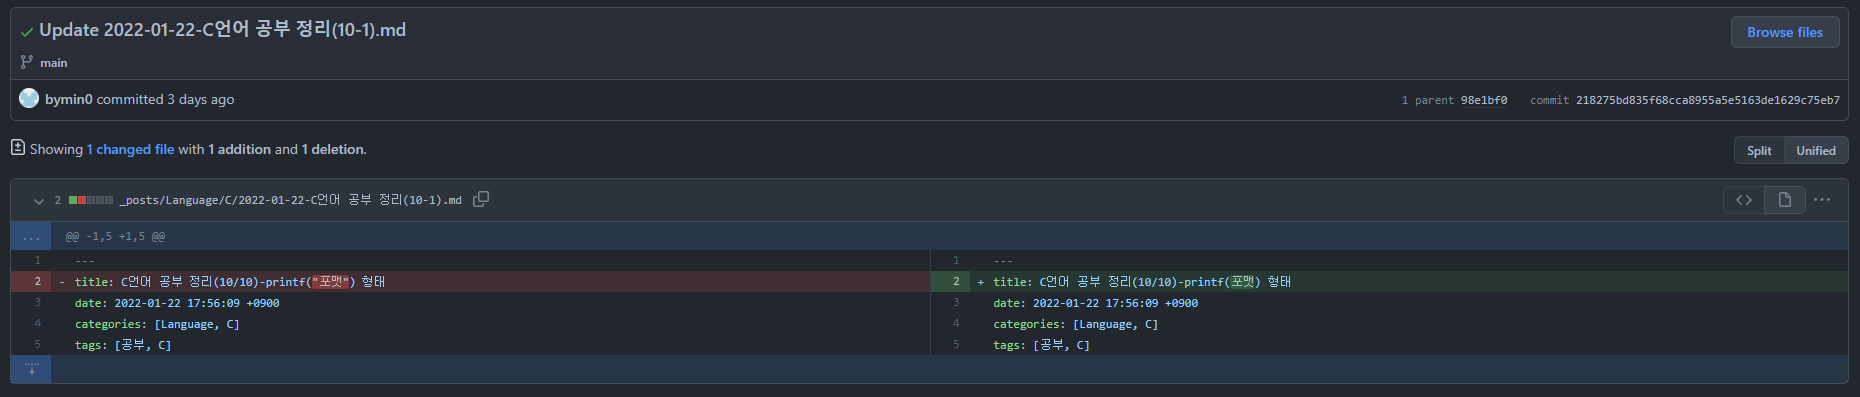 Update 2022-01-22-C언어 공부 정리(10-1).md
Browse files
main
bymin0 committed 3 days ago
1 parent 98e1bf0 commit 218275bd835f68cca8955a5e5163de1629c75eb7
Showing 1 changed file with 1 addition and 1 deletion.
Split Unified
2 _posts/Language/C/2022-01-22-C언어 공부 정리(10-1).md
... @@ -1,5 +1,5 @@
1 ---
2 - title: C언어 공부 정리(10/10)-printf("포맷") 형태
3 date: 2022-01-22 17:56:09 +0900
4 categories: [Language, C]
5 tags: [공부, C]
1 ---
2 + title: C언어 공부 정리(10/10)-printf(포맷) 형태
3 date: 2022-01-22 17:56:09 +0900
4 categories: [Language, C]
5 tags: [공부, C]